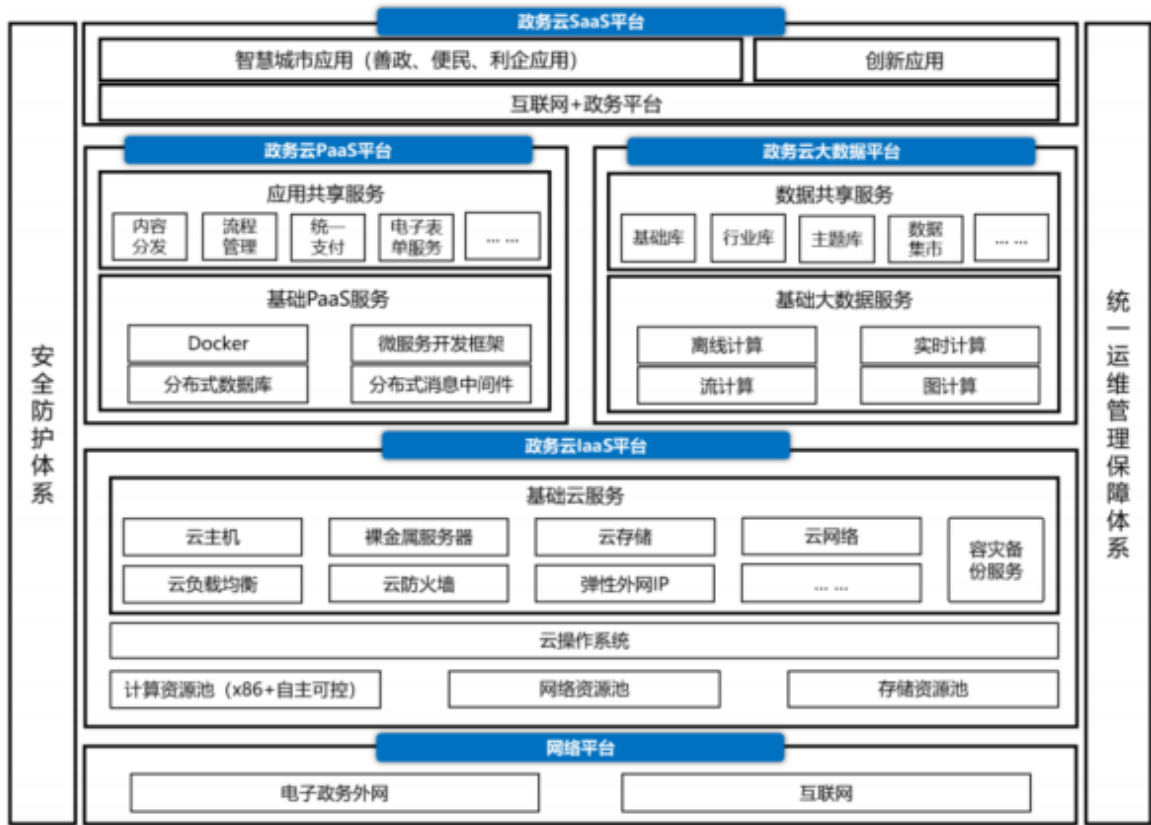 政务云SaaS平台
智慧城市应用（善政、便民、利企应用）
创新应用
互联网+政务平台
政务云PaaS平台
应用共享服务
内容
分发
流程
管理
统一
支付
电子表
单服务
... ...
基础PaaS服务
Docker
微服务开发框架
分布式数据库
分布式消息中间件
政务云大数据平台
数据共享服务
基础库
行业库
主题库
数据
集市
... ...
基础大数据服务
离线计算
实时计算
流计算
图计算
政务云IaaS平台
基础云服务
云主机
裸金属服务器
云存储
云网络
云负载均衡
云防火墙
弹性外网IP
... ...
容灾备
份服务
云操作系统
计算资源池（x86+自主可控）
网络资源池
存储资源池
网络平台
电子政务外网
互联网
安全防护体系
统一运维管理保障体系